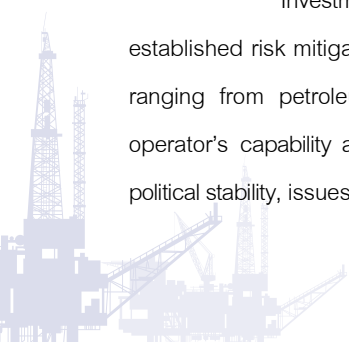 established risk mitiga
ranging from petrole
operator's capability a
political stability, issues